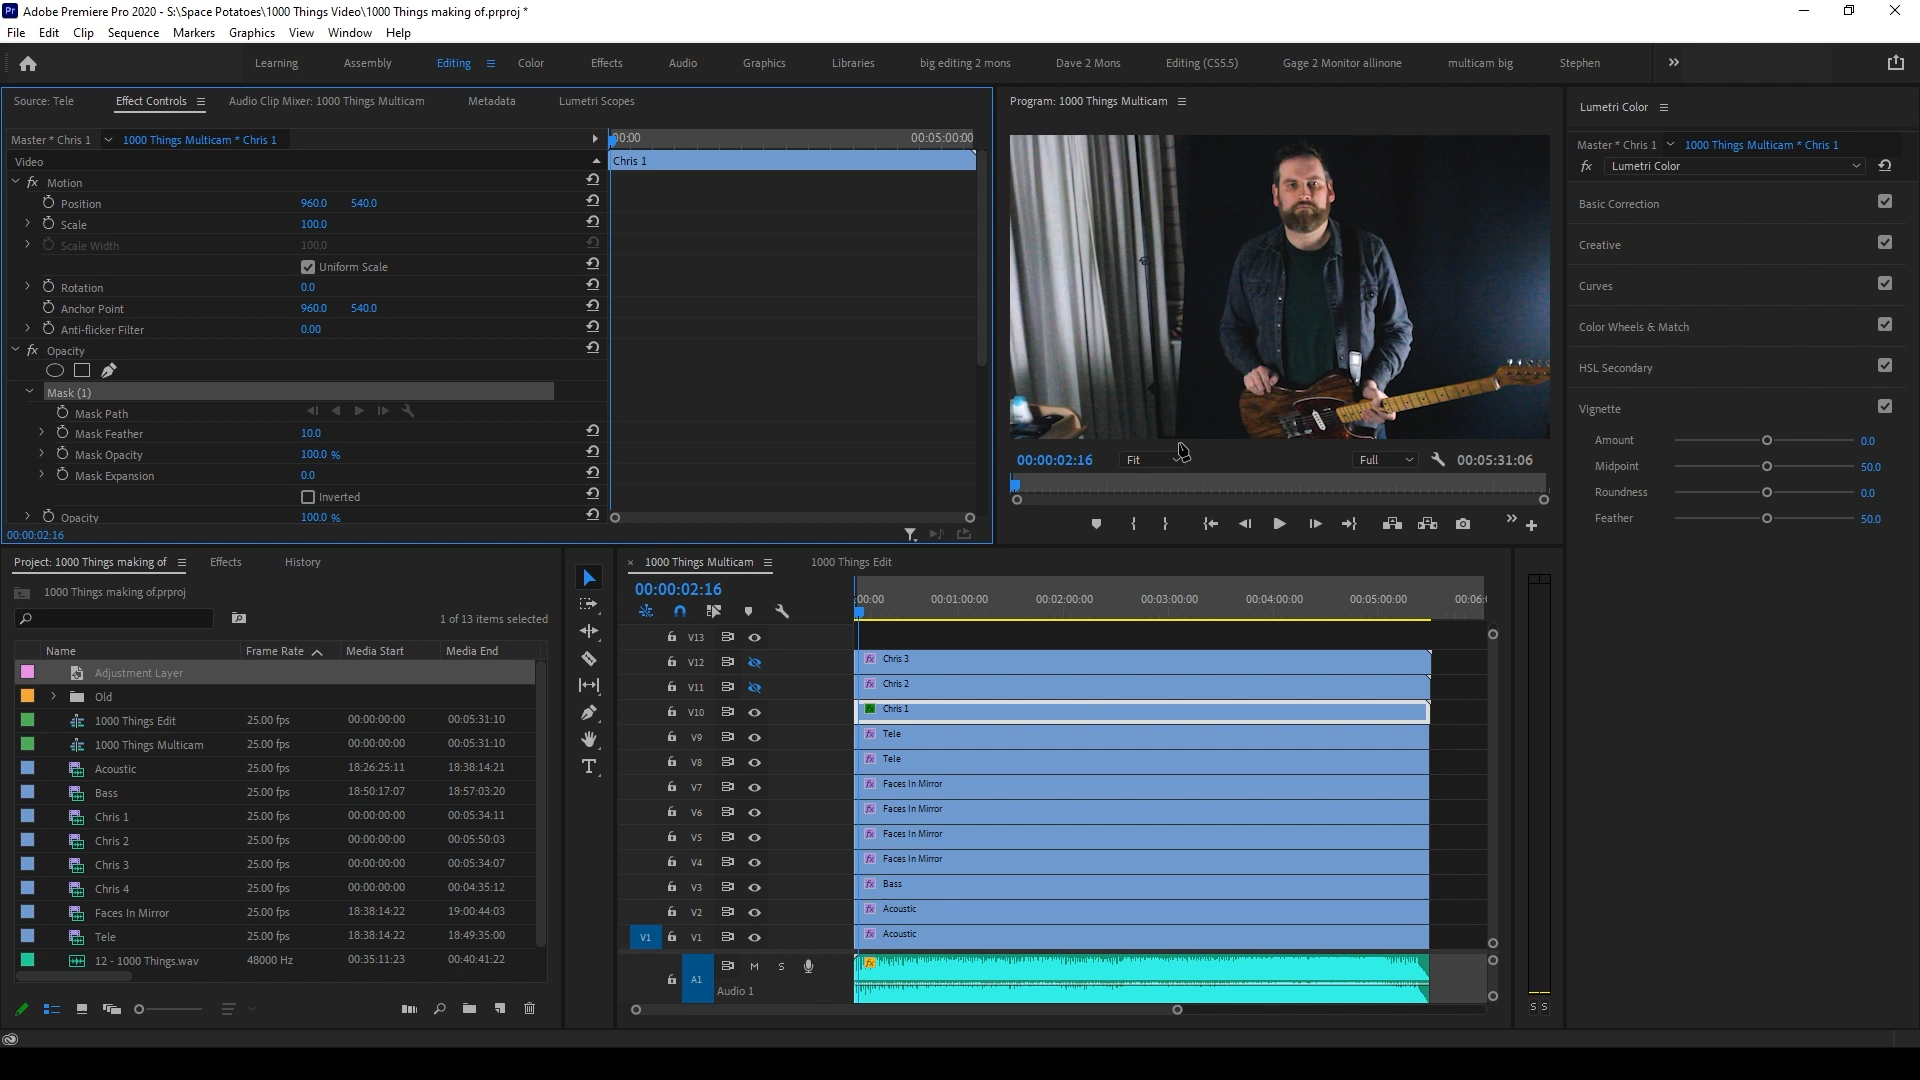 Adobe Premiere Pro 2020 - S:\Space Potatoes\1000 Things Video\1000 Things making of.prproj *
File Edit Clip Sequence Markers Graphics View Window Help
Learning Assembly Editing Color Effects Audio Graphics Libraries big editing 2 mons Dave 2 Mons Editing (CS5.5) Gage 2 Monitor allinone multicam big Stephen
Source: Tele Effect Controls Audio Clip Mixer: 1000 Things Multicam Metadata Lumetri Scopes
Master * Chris 1 1000 Things Multicam * Chris 1
00:00 00:05:00:00
Video
Chris 1
fx Motion
Position 960.0 540.0
Scale 100.0
Scale Width 100.0
Uniform Scale
Rotation 0.0
Anchor Point 960.0 540.0
Anti-flicker Filter 0.00
fx Opacity
Mask (1)
Mask Path
Mask Feather 10.0
Mask Opacity 100.0 %
Mask Expansion 0.0
Inverted
Opacity 100.0 %
00:00:02:16
Program: 1000 Things Multicam
00:00:02:16 Fit Full 00:05:31:06
Lumetri Color
Master * Chris 1 1000 Things Multicam * Chris 1
fx Lumetri Color
Basic Correction
Creative
Curves
Color Wheels & Match
HSL Secondary
Vignette
Amount 0.0
Midpoint 50.0
Roundness 0.0
Feather 50.0
Project: 1000 Things making of Effects History
1000 Things making of.prproj
1 of 13 items selected
Name Frame Rate Media Start Media End
Adjustment Layer
Old
1000 Things Edit 25.00 fps 00:00:00:00 00:05:31:10
1000 Things Multicam 25.00 fps 00:00:00:00 00:05:31:10
Acoustic 25.00 fps 18:26:25:11 18:38:14:21
Bass 25.00 fps 18:50:17:07 18:57:03:20
Chris 1 25.00 fps 00:00:00:00 00:05:34:11
Chris 2 25.00 fps 00:00:00:00 00:05:50:03
Chris 3 25.00 fps 00:00:00:00 00:05:34:07
Chris 4 25.00 fps 00:00:00:00 00:04:35:12
Faces In Mirror 25.00 fps 18:38:14:22 19:00:44:03
Tele 25.00 fps 18:38:14:22 18:49:35:00
12 - 1000 Things.wav 48000 Hz 00:35:11:23 00:40:41:22
1000 Things Multicam 1000 Things Edit
00:00:02:16
:00:00 00:01:00:00 00:02:00:00 00:03:00:00 00:04:00:00 00:05:00:00 00:06:
V13
V12 fx Chris 3
V11 fx Chris 2
V10 fx Chris 1
V9 fx Tele
V8 fx Tele
V7 fx Faces In Mirror
V6 fx Faces In Mirror
V5 fx Faces In Mirror
V4 fx Faces In Mirror
V3 fx Bass
V2 fx Acoustic
V1 V1 fx Acoustic
A1 M S fx
Audio 1
S S